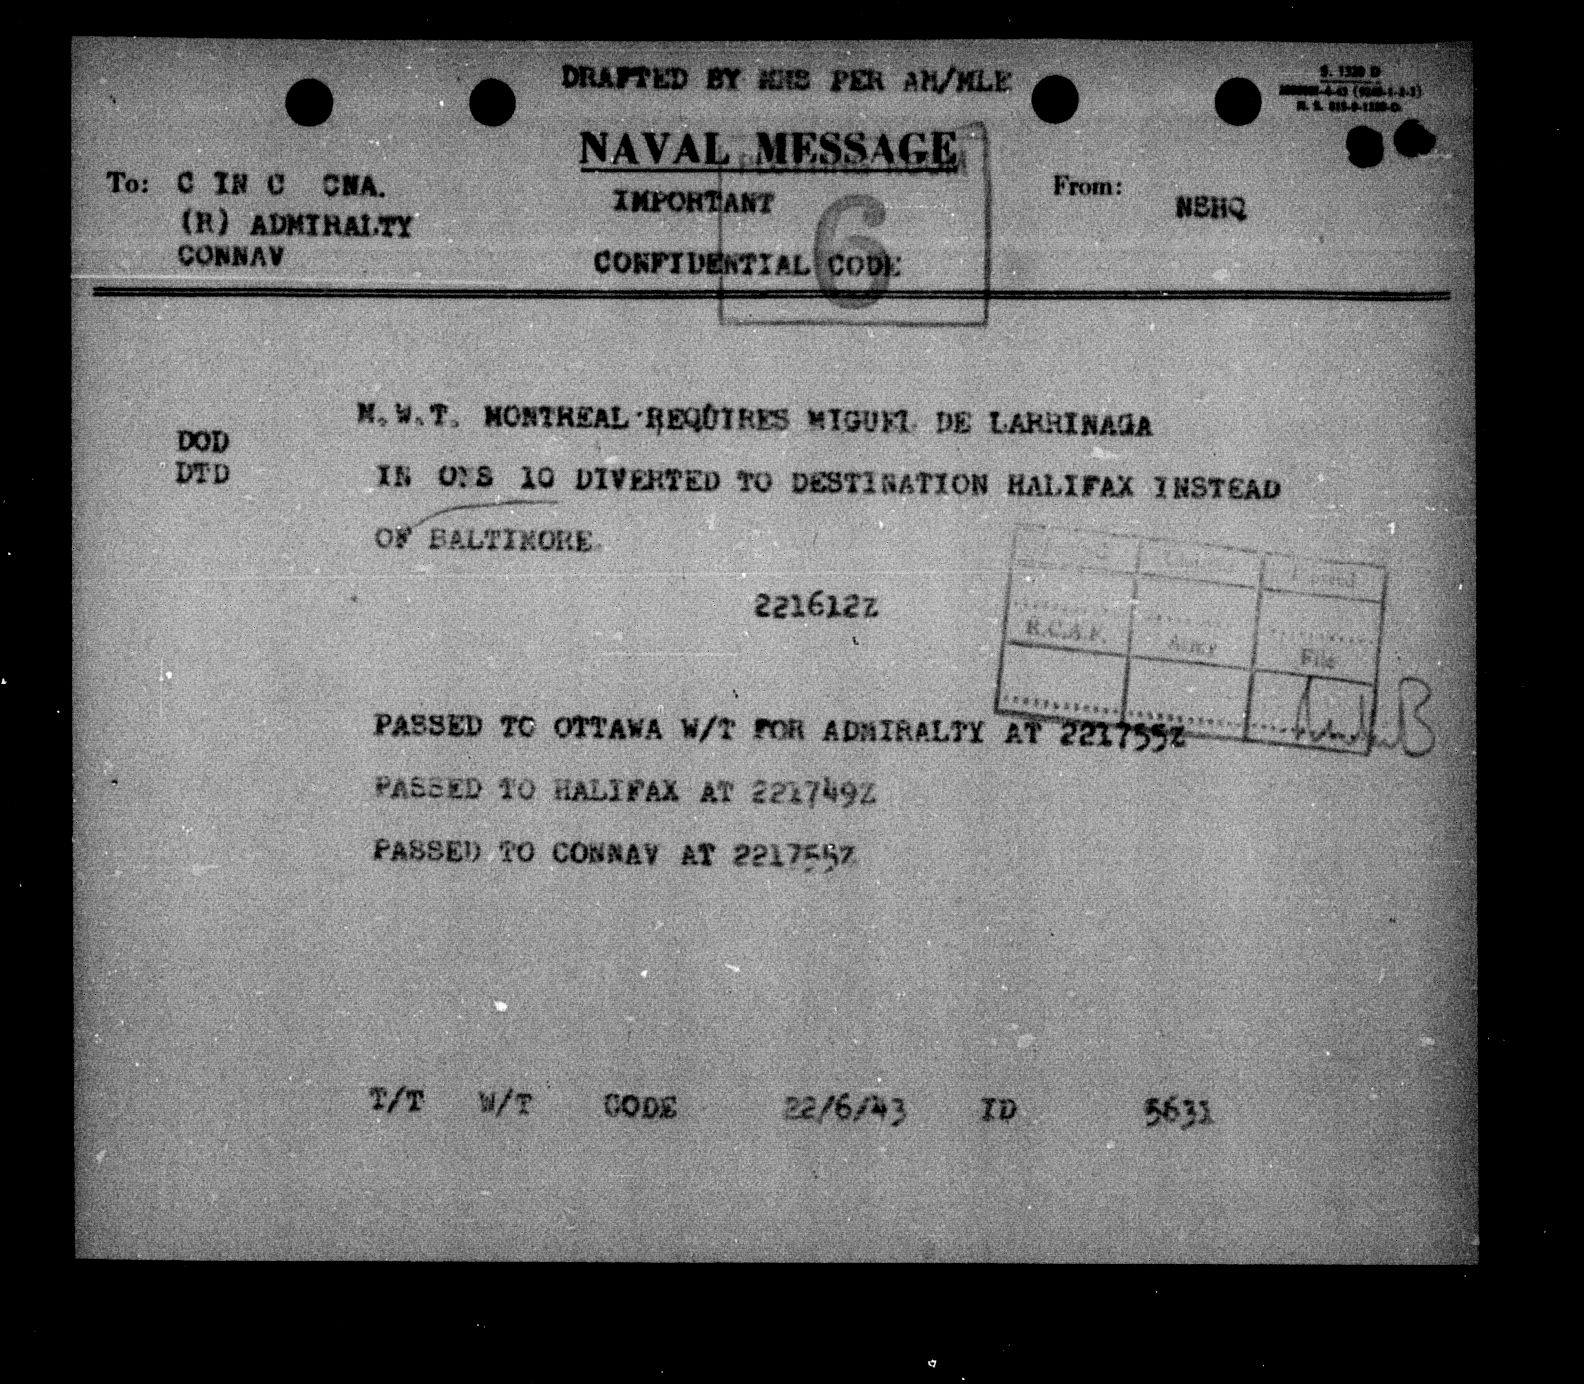 DRAFTED BY MHS PER AM/MLE
S. 1320 D
NAVAL MESSAGE
To: C IN C CNA.
IMPORTANT
From: NSHQ
(R) ADMIRALTY
CONNAV
CONFIDENTIAL CODE
6
M.W.T. MONTREAL REQUIRES MIGUEL DE LARRINAGA
DOD
DTD
IN ONS 10 DIVERTED TO DESTINATION HALIFAX INSTEAD
OF BALTIMORE.
221612Z
R.C.A.F. Army File
PASSED TO OTTAWA W/T FOR ADMIRALTY AT 221755Z
PASSED TO HALIFAX AT 221749Z
PASSED TO CONNAV AT 221755Z
T/T W/T CODE 22/6/43 ID 5631